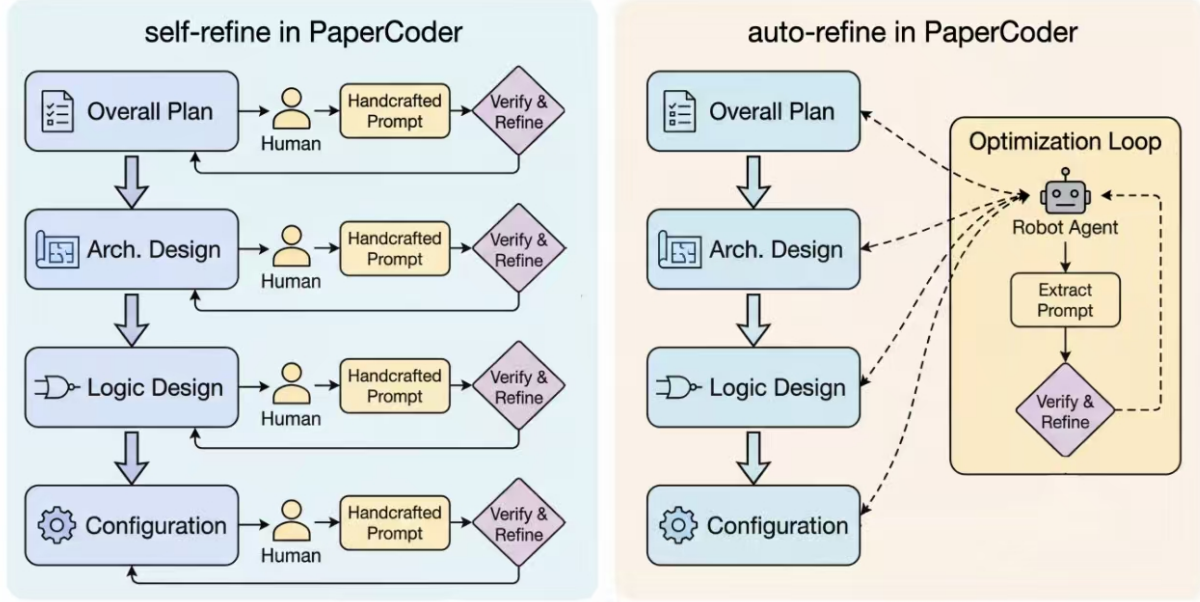 self-refine in PaperCoder
Overall Plan
Human
Handcrafted
Prompt
Verify &
Refine
Arch. Design
Human
Handcrafted
Prompt
Verify &
Refine
Logic Design
Human
Handcrafted
Prompt
Verify &
Refine
Configuration
Human
Handcrafted
Prompt
Verify &
Refine
auto-refine in PaperCoder
Overall Plan
Arch. Design
Logic Design
Configuration
Optimization Loop
Robot Agent
Extract
Prompt
Verify &
Refine